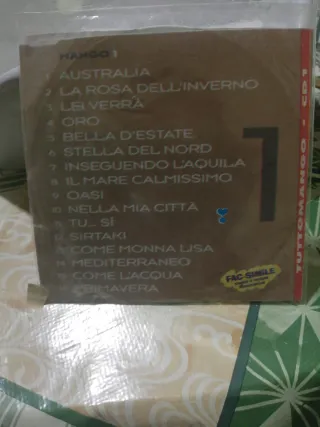 MANGO 1
1 AUSTRALIA
2 LA ROSA DELL'INVERNO
3 LEI VERRÀ
4 ORO
5 BELLA D'ESTATE
6 STELLA DEL NORD
7 INSEGUENDO L'AQUILA
8 IL MARE CALMISSIMO
9 OASI
10 NELLA MIA CITTÀ
11 TU... SÌ
12 SIRTAKI
13 COME MONNA LISA
14 MEDITERRANEO
15 COME L'ACQUA
PRIMAVERA
1
TUTTOMANGO - CD1
FAC-SIMILE